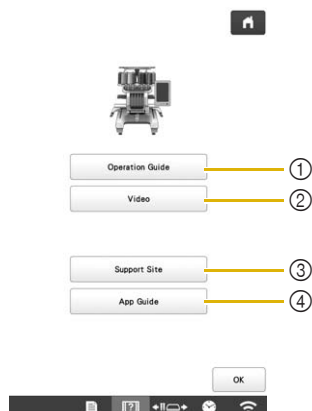 Operation Guide ①
Video ②
Support Site ③
App Guide ④
OK